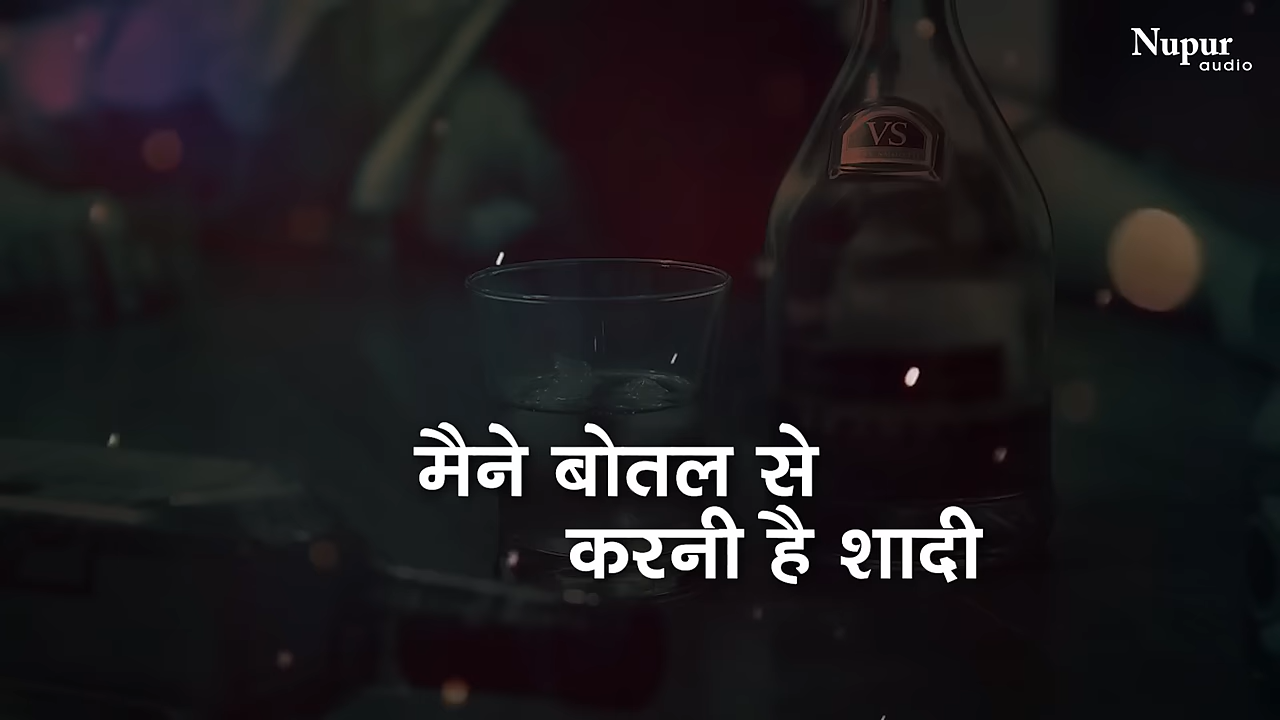 Nupur
audio
VS
मैने बोतल से
करनी है शादी